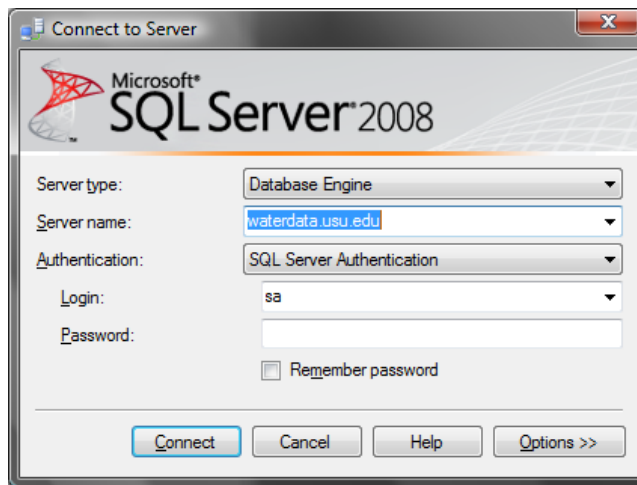 Connect to Server
Microsoft®
SQL Server® 2008
Server type: Database Engine
Server name: waterdata.usu.edu
Authentication: SQL Server Authentication
Login: sa
Password:
Remember password
Connect Cancel Help Options >>